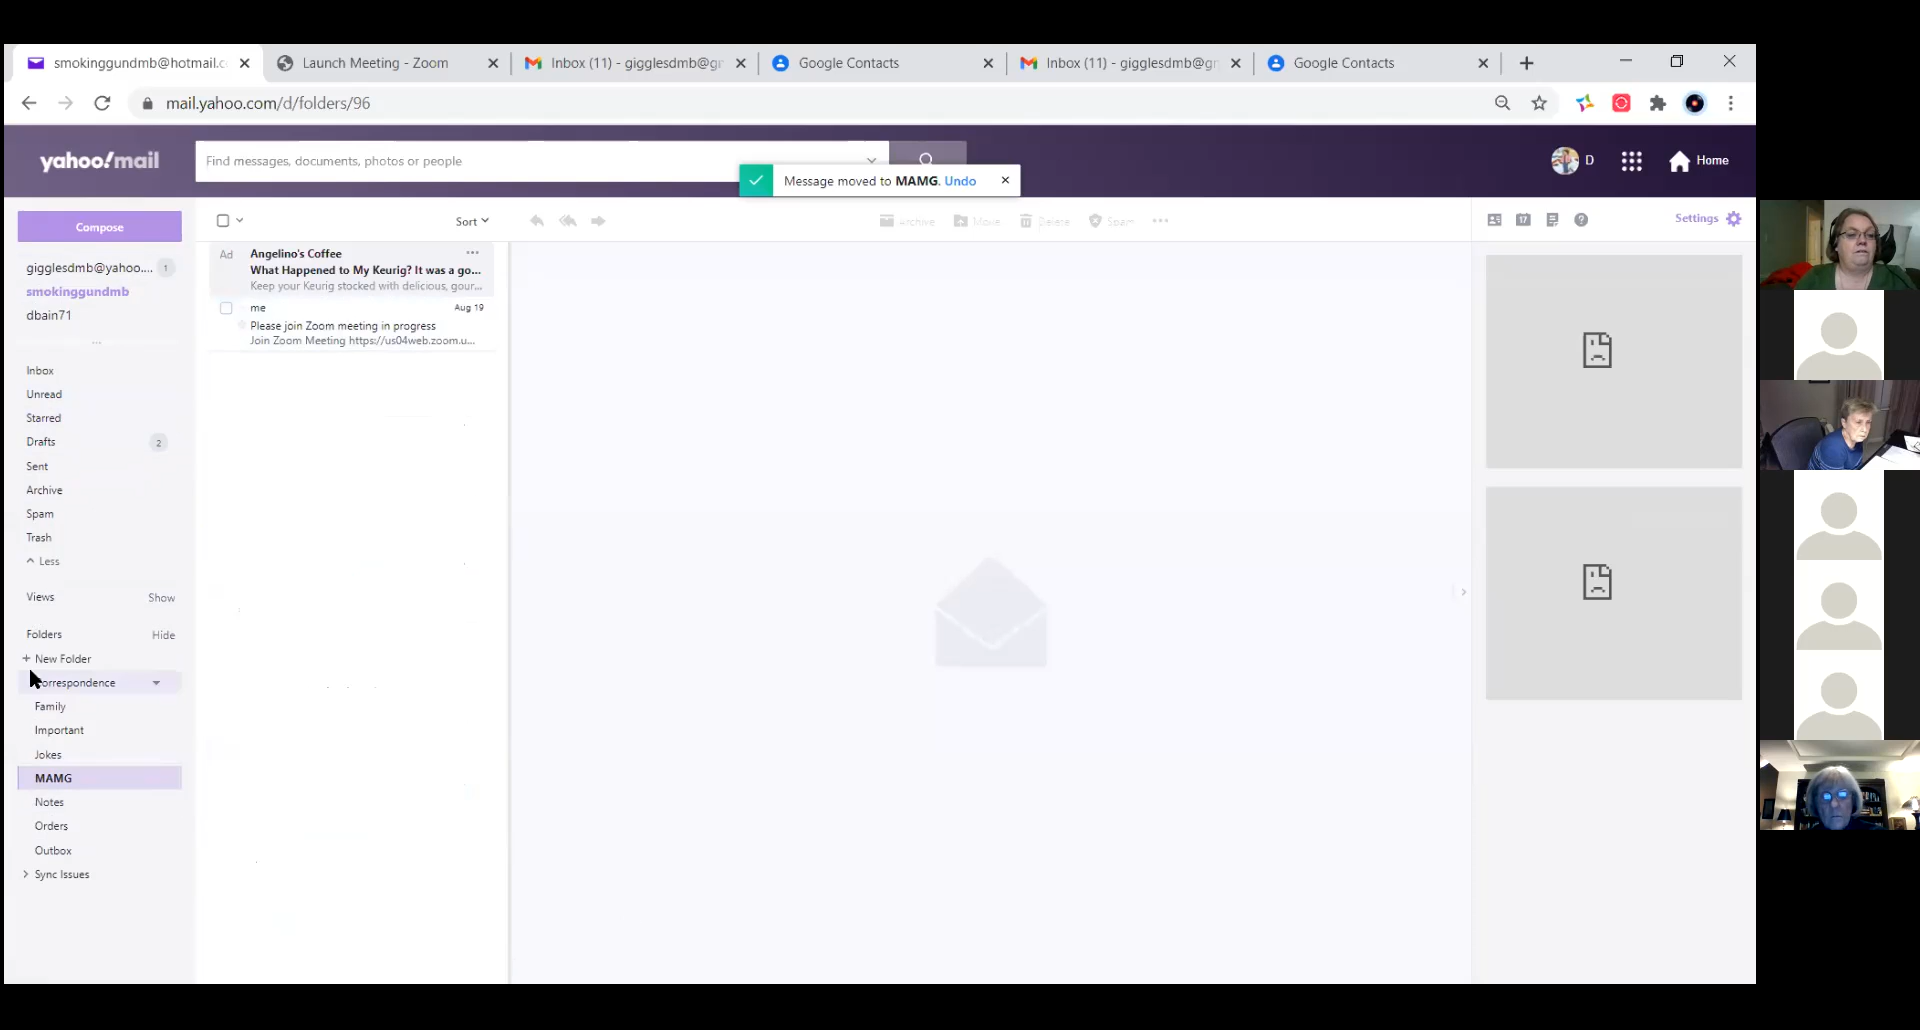 smokinggundmb@hotmail.c
Launch Meeting - Zoom
Inbox (11) - gigglesdmb@gr
Google Contacts
Inbox (11) - gigglesdmb@gr
Google Contacts
mail.yahoo.com/d/folders/96
yahoo!mail
Find messages, documents, photos or people
D
Home
Message moved to MAMG. Undo
Compose
Sort
Archive
Move
Delete
Spam
17
Settings
gigglesdmb@yahoo.... 1
smokinggundmb
dbain71
...
Ad
Angelino's Coffee
What Happened to My Keurig? It was a go...
Keep your Keurig stocked with delicious, gour...
me Aug 19
Please join Zoom meeting in progress
Join Zoom Meeting https://us04web.zoom.u...
Inbox
Unread
Starred
Drafts 2
Sent
Archive
Spam
Trash
Less
Views Show
Folders Hide
+ New Folder
orrespondence
Family
Important
Jokes
MAMG
Notes
Orders
Outbox
Sync Issues